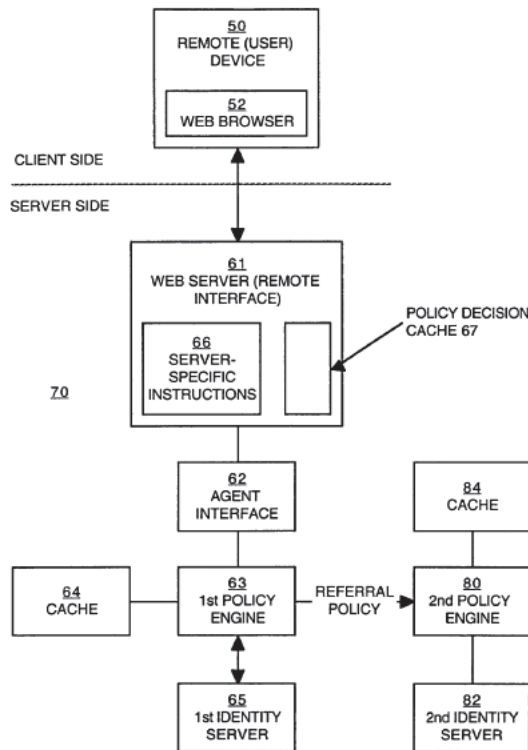 50
REMOTE (USER)
DEVICE
52
WEB BROWSER
CLIENT SIDE
SERVER SIDE
61
WEB SERVER (REMOTE
INTERFACE)
66
SERVER-
SPECIFIC
INSTRUCTIONS
POLICY DECISION
CACHE 67
70
62
AGENT
INTERFACE
84
CACHE
64
CACHE
63
1st POLICY
ENGINE
REFERRAL
POLICY
80
2nd POLICY
ENGINE
65
1st IDENTITY
SERVER
82
2nd IDENTITY
SERVER